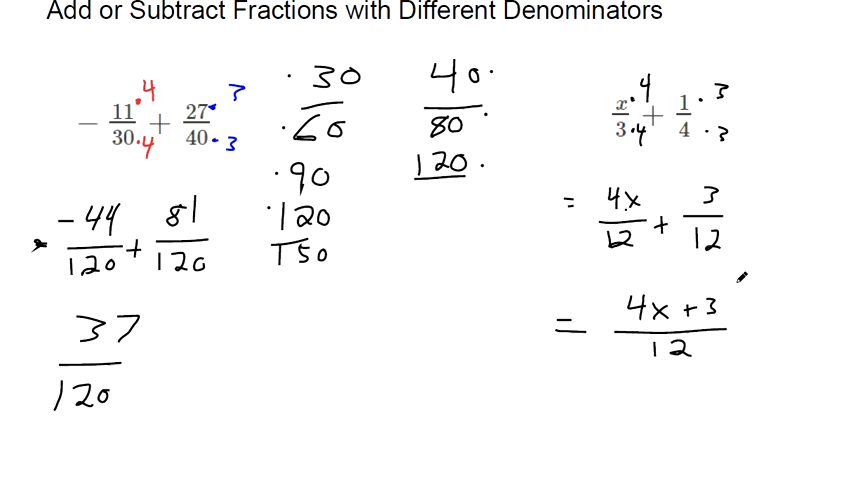 Add or Subtract Fractions with Different Denominators
− 11/30 + 27/40
·4 ·3
·4 ·3
−44/120 + 81/120
37/120
30
60
90
120
150
40
80
120
x/3 + 1/4
·4 ·3
·4 ·3
= 4x/12 + 3/12
= 4x + 3/12